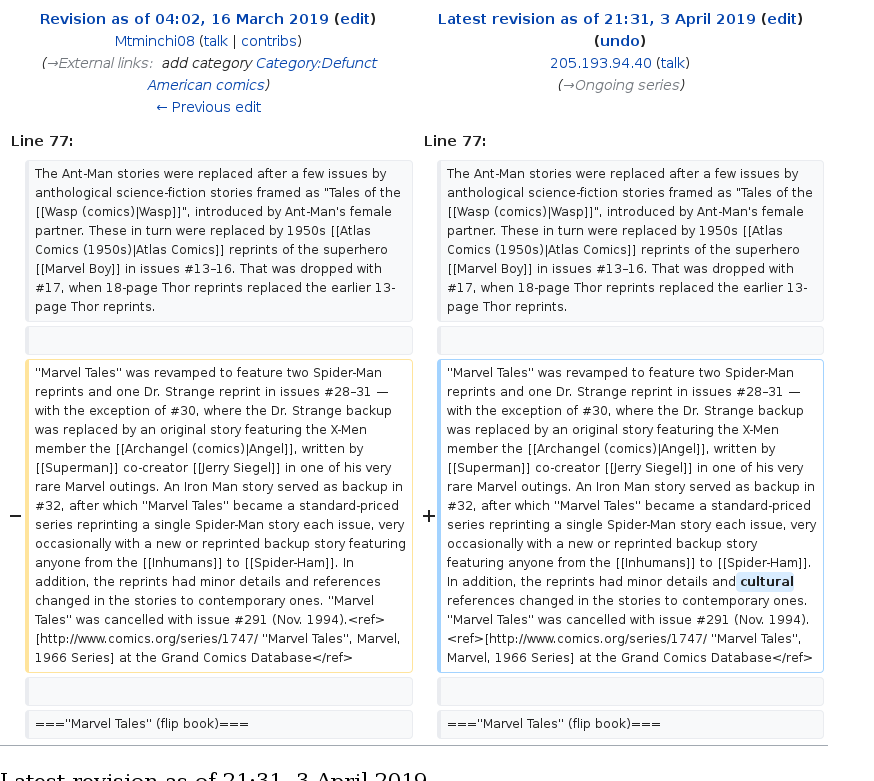 Revision as of 04:02, 16 March 2019 (edit)
Mtminchi08 (talk | contribs)
(→External links:  add category Category:Defunct
American comics)
← Previous edit
Latest revision as of 21:31, 3 April 2019 (edit)
(undo)
205.193.94.40 (talk)
(→Ongoing series)
Line 77:
Line 77:
The Ant-Man stories were replaced after a few issues by
anthological science-fiction stories framed as "Tales of the
[[Wasp (comics)|Wasp]]", introduced by Ant-Man's female
partner. These in turn were replaced by 1950s [[Atlas
Comics (1950s)|Atlas Comics]] reprints of the superhero
[[Marvel Boy]] in issues #13–16. That was dropped with
#17, when 18-page Thor reprints replaced the earlier 13-
page Thor reprints.
The Ant-Man stories were replaced after a few issues by
anthological science-fiction stories framed as "Tales of the
[[Wasp (comics)|Wasp]]", introduced by Ant-Man's female
partner. These in turn were replaced by 1950s [[Atlas
Comics (1950s)|Atlas Comics]] reprints of the superhero
[[Marvel Boy]] in issues #13–16. That was dropped with
#17, when 18-page Thor reprints replaced the earlier 13-
page Thor reprints.
−
''Marvel Tales'' was revamped to feature two Spider-Man
reprints and one Dr. Strange reprint in issues #28–31 —
with the exception of #30, where the Dr. Strange backup
was replaced by an original story featuring the X-Men
member the [[Archangel (comics)|Angel]], written by
[[Superman]] co-creator [[Jerry Siegel]] in one of his very
rare Marvel outings. An Iron Man story served as backup in
#32, after which ''Marvel Tales'' became a standard-priced
series reprinting a single Spider-Man story each issue, very
occasionally with a new or reprinted backup story featuring
anyone from the [[Inhumans]] to [[Spider-Ham]]. In
addition, the reprints had minor details and references
changed in the stories to contemporary ones. ''Marvel
Tales'' was cancelled with issue #291 (Nov. 1994).<ref>
[http://www.comics.org/series/1747/ ''Marvel Tales'', Marvel,
1966 Series] at the Grand Comics Database</ref>
+
''Marvel Tales'' was revamped to feature two Spider-Man
reprints and one Dr. Strange reprint in issues #28–31 —
with the exception of #30, where the Dr. Strange backup
was replaced by an original story featuring the X-Men
member the [[Archangel (comics)|Angel]], written by
[[Superman]] co-creator [[Jerry Siegel]] in one of his very
rare Marvel outings. An Iron Man story served as backup in
#32, after which ''Marvel Tales'' became a standard-priced
series reprinting a single Spider-Man story each issue, very
occasionally with a new or reprinted backup story
featuring anyone from the [[Inhumans]] to [[Spider-Ham]].
In addition, the reprints had minor details and cultural
references changed in the stories to contemporary ones.
''Marvel Tales'' was cancelled with issue #291 (Nov. 1994).
<ref>[http://www.comics.org/series/1747/ ''Marvel Tales'',
Marvel, 1966 Series] at the Grand Comics Database</ref>
===''Marvel Tales'' (flip book)===
===''Marvel Tales'' (flip book)===
Latest revision as of 21:31, 3 April 2019